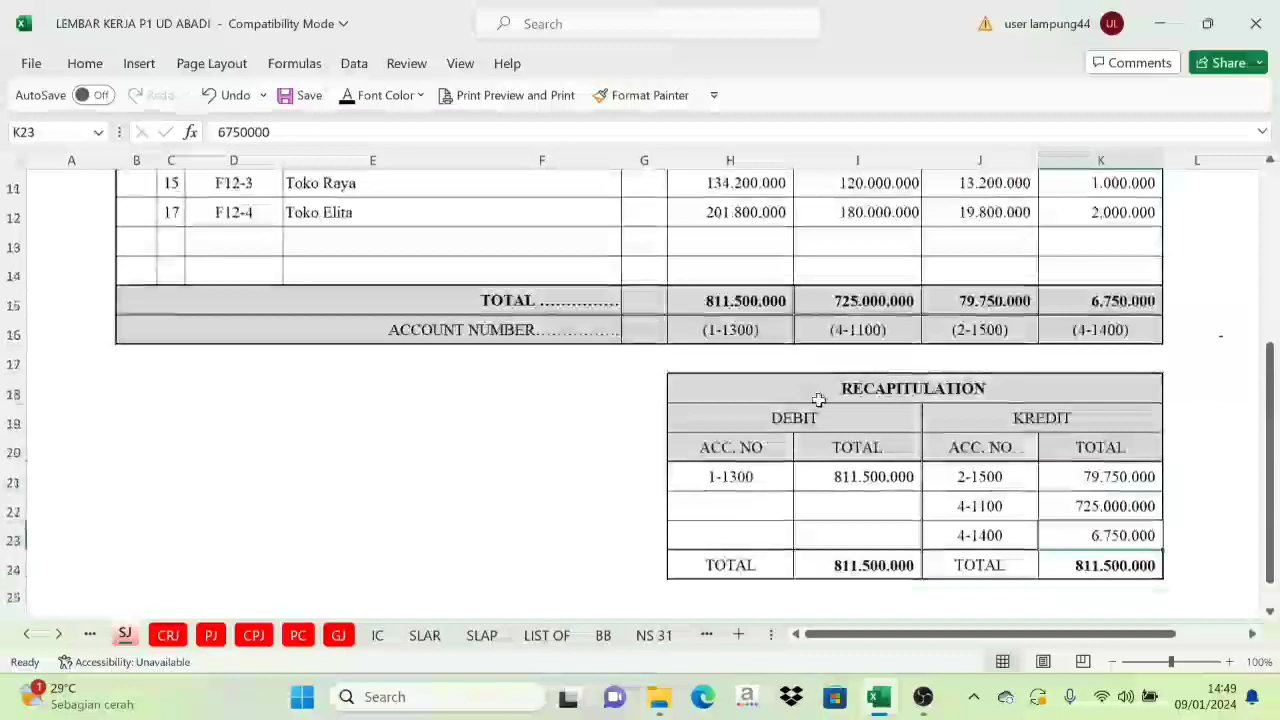 LEMBAR KERJA P1 UD ABADI - Compatibility Mode
Search
user lampung44
UL
File Home Insert Page Layout Formulas Data Review View Help
Comments
Share
AutoSave Off Redo Undo Save Font Color Print Preview and Print Format Painter
K23
fx
6750000
A B C D E F G H I J K L
11 15 F12-3 Toko Raya 134.200.000 120.000.000 13.200.000 1.000.000
12 17 F12-4 Toko Elita 201.800.000 180.000.000 19.800.000 2.000.000
13
14
15 TOTAL ............... 811.500.000 725.000.000 79.750.000 6.750.000
16 ACCOUNT NUMBER............... (1-1300) (4-1100) (2-1500) (4-1400) -
17
18 RECAPITULATION
19 DEBIT KREDIT
20 ACC. NO TOTAL ACC. NO TOTAL
21 1-1300 811.500.000 2-1500 79.750.000
22 4-1100 725.000.000
23 4-1400 6.750.000
24 TOTAL 811.500.000 TOTAL 811.500.000
25
... SJ CRJ PJ CPJ PC GJ IC SLAR SLAP LIST OF BB NS 31 ...
Ready Accessibility: Unavailable 100%
1
29°C
Sebagian cerah
Search
14:49
09/01/2024